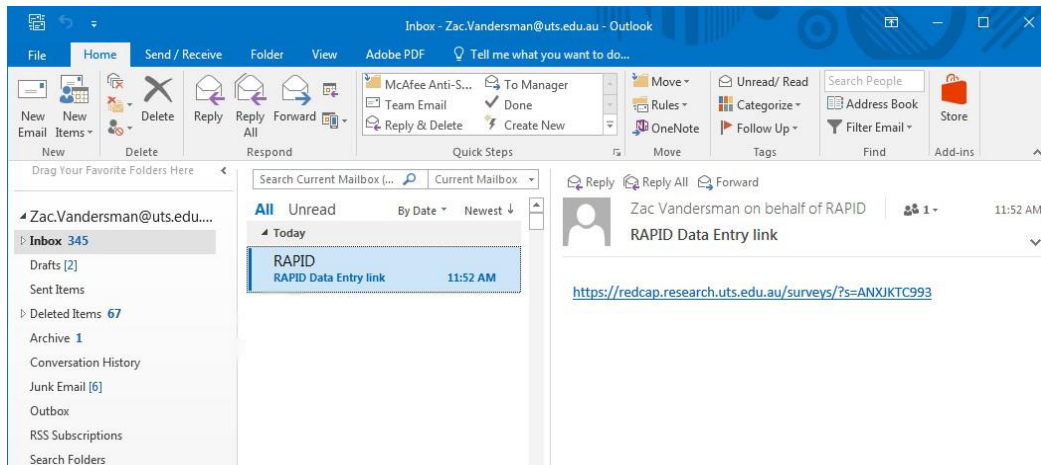 Inbox - Zac.Vandersman@uts.edu.au - Outlook
File Home Send / Receive Folder View Adobe PDF Tell me what you want to do...
New Email
New Items
Delete
Reply
Reply All
Forward
McAfee Anti-S...
Team Email
Reply & Delete
To Manager
Done
Create New
Move
Rules
OneNote
Unread/ Read
Categorize
Follow Up
Search People
Address Book
Filter Email
Store
New Delete Respond Quick Steps Move Tags Find Add-ins
Drag Your Favorite Folders Here
Zac.Vandersman@uts.edu....
Inbox 345
Drafts [2]
Sent Items
Deleted Items 67
Archive 1
Conversation History
Junk Email [6]
Outbox
RSS Subscriptions
Search Folders
Search Current Mailbox (... Current Mailbox
All Unread By Date Newest ↓
Today
RAPID
RAPID Data Entry link 11:52 AM
Reply Reply All Forward
Zac Vandersman on behalf of RAPID 1 11:52 AM
RAPID Data Entry link
https://redcap.research.uts.edu.au/surveys/?s=ANXJKTC993